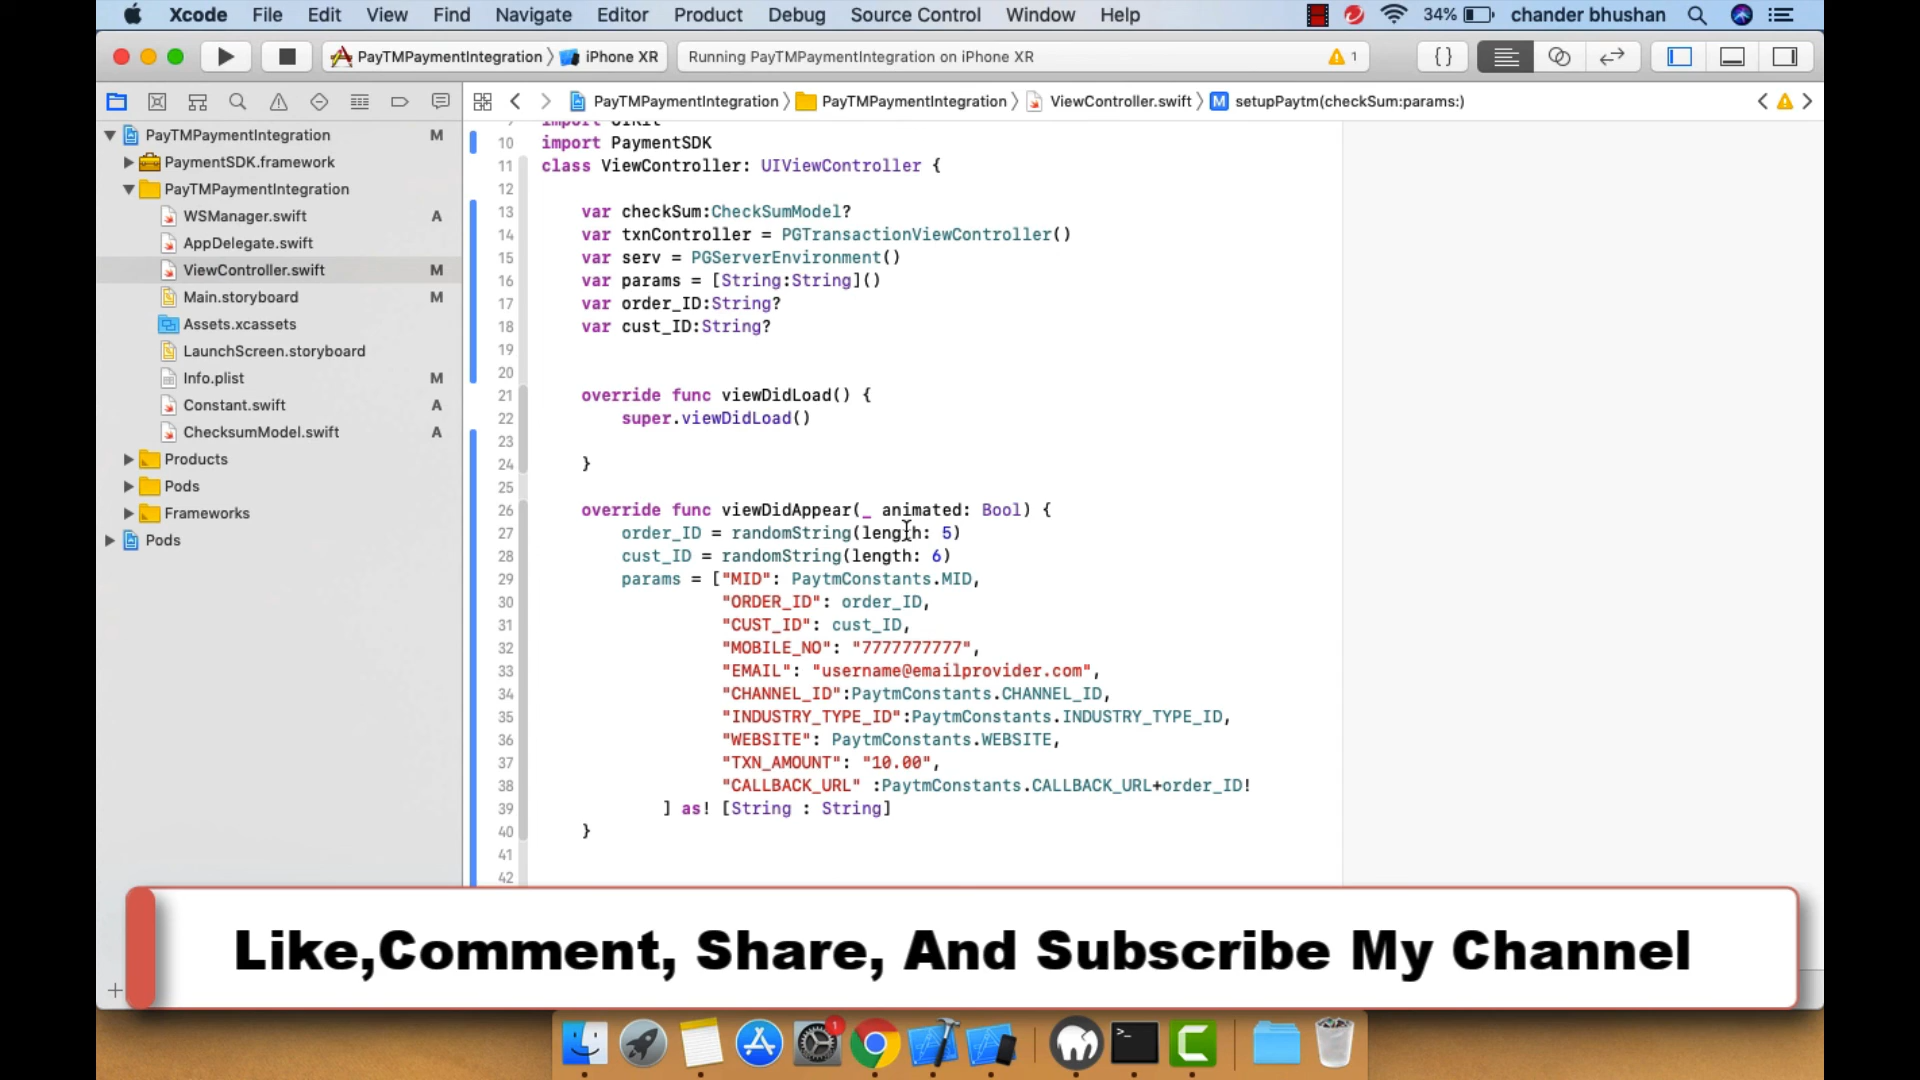 Xcode File Edit View Find Navigate Editor Product Debug Source Control Window Help 34% chander bhushan
PayTMPaymentIntegration iPhone XR Running PayTMPaymentIntegration on iPhone XR 1 {}
PayTMPaymentIntegration PayTMPaymentIntegration ViewController.swift M setupPaytm(checkSum:params:)
PayTMPaymentIntegration M
PaymentSDK.framework
PayTMPaymentIntegration
WSManager.swift A
AppDelegate.swift
ViewController.swift M
Main.storyboard M
Assets.xcassets
LaunchScreen.storyboard
Info.plist M
Constant.swift A
ChecksumModel.swift A
Products
Pods
Frameworks
Pods
9 import UIKit
10 import PaymentSDK
11 class ViewController: UIViewController {
12
13 var checkSum:CheckSumModel?
14 var txnController = PGTransactionViewController()
15 var serv = PGServerEnvironment()
16 var params = [String:String]()
17 var order_ID:String?
18 var cust_ID:String?
19
20
21 override func viewDidLoad() {
22 super.viewDidLoad()
23
24 }
25
26 override func viewDidAppear(_ animated: Bool) {
27 order_ID = randomString(length: 5)
28 cust_ID = randomString(length: 6)
29 params = ["MID": PaytmConstants.MID,
30 "ORDER_ID": order_ID,
31 "CUST_ID": cust_ID,
32 "MOBILE_NO": "7777777777",
33 "EMAIL": "username@emailprovider.com",
34 "CHANNEL_ID":PaytmConstants.CHANNEL_ID,
35 "INDUSTRY_TYPE_ID":PaytmConstants.INDUSTRY_TYPE_ID,
36 "WEBSITE": PaytmConstants.WEBSITE,
37 "TXN_AMOUNT": "10.00",
38 "CALLBACK_URL" :PaytmConstants.CALLBACK_URL+order_ID!
39 ] as! [String : String]
40 }
41
42
Like,Comment, Share, And Subscribe My Channel
1